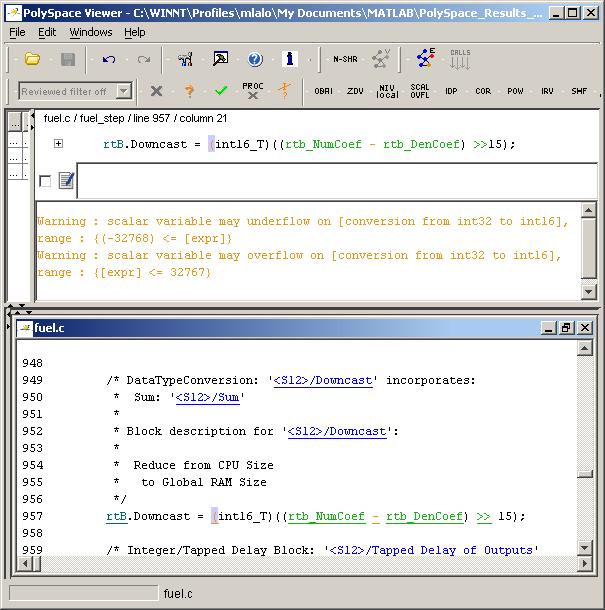 PolySpace Viewer - C:\WINNT\Profiles\mlalo\My Documents\MATLAB\PolySpace_Results_...
File Edit Windows Help
N-SHR CALLS
Reviewed filter off PROC OBAI ZDV NIV local SCAL OVFL IDP COR POW IRV SHF
fuel.c / fuel_step / line 957 / column 21
rtB.Downcast = (int16_T)((rtb_NumCoef - rtb_DenCoef) >>15);
Warning : scalar variable may underflow on [conversion from int32 to int16],
range : {(-32768) <= [expr]}
Warning : scalar variable may overflow on [conversion from int32 to int16],
range : {[expr] <= 32767}
fuel.c
948
949 /* DataTypeConversion: '<S12>/Downcast' incorporates:
950 * Sum: '<S12>/Sum'
951 *
952 * Block description for '<S12>/Downcast':
953 *
954 * Reduce from CPU Size
955 * to Global RAM Size
956 */
957 rtB.Downcast = (int16_T)((rtb_NumCoef - rtb_DenCoef) >> 15);
958
959 /* Integer/Tapped Delay Block: '<S12>/Tapped Delay of Outputs'
fuel.c